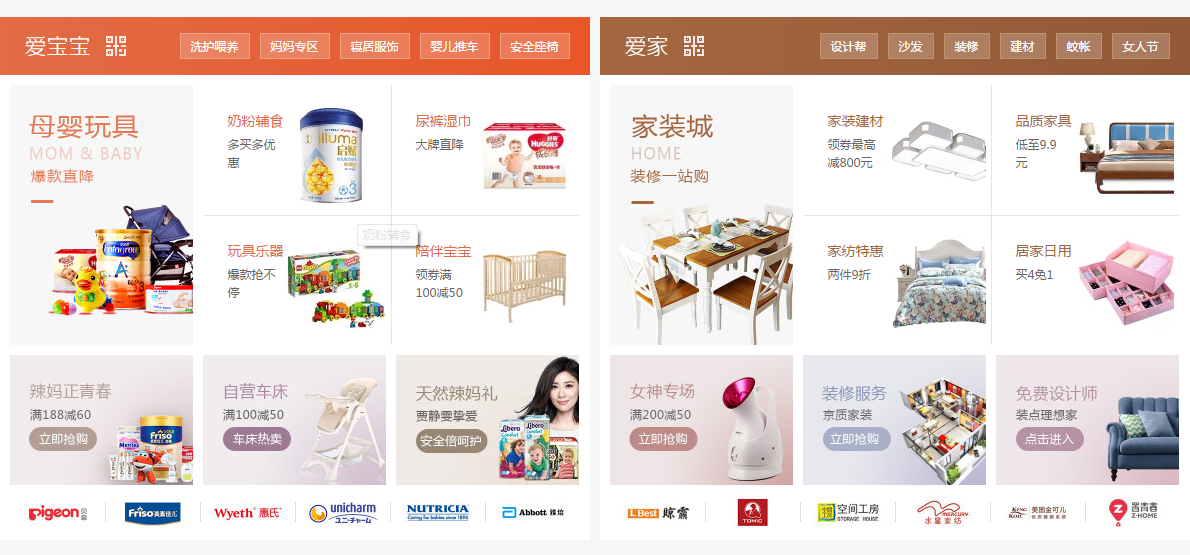 爱宝宝
洗护喂养
妈妈专区
寝居服饰
婴儿推车
安全座椅
母婴玩具
MOM & BABY
爆款直降
奶粉辅食
多买多优
惠
illuma
启赋
3
尿裤湿巾
大牌直降
HUGGIES
玩具乐器
爆款抢不
停
奶粉辅食
陪伴宝宝
领券满
100减50
辣妈正青春
满188减60
立即抢购
Friso
自营车床
满100减50
车床热卖
天然辣妈礼
贾静雯挚爱
安全倍呵护
Libero
Comfort
Libero
Comfort
Pigeon
贝亲
Friso美素佳儿
Wyeth 惠氏
unicharm
ユニ・チャーム
NUTRICIA
Caring for babies since 1896
Abbott 雅培
爱家
设计帮
沙发
装修
建材
蚊帐
女人节
家装城
HOME
装修一站购
家装建材
领券最高
减800元
品质家具
低至9.9
元
家纺特惠
两件9折
居家日用
买4免1
女神专场
满200减50
立即抢购
装修服务
京质家装
立即抢购
免费设计师
装点理想家
点击进入
L Best
TOMIC
空间工房
STORAGE HOUSE
MERCURY
水星家纺
KING KOIL
美国金可儿
Z
置青春
Z-HOME